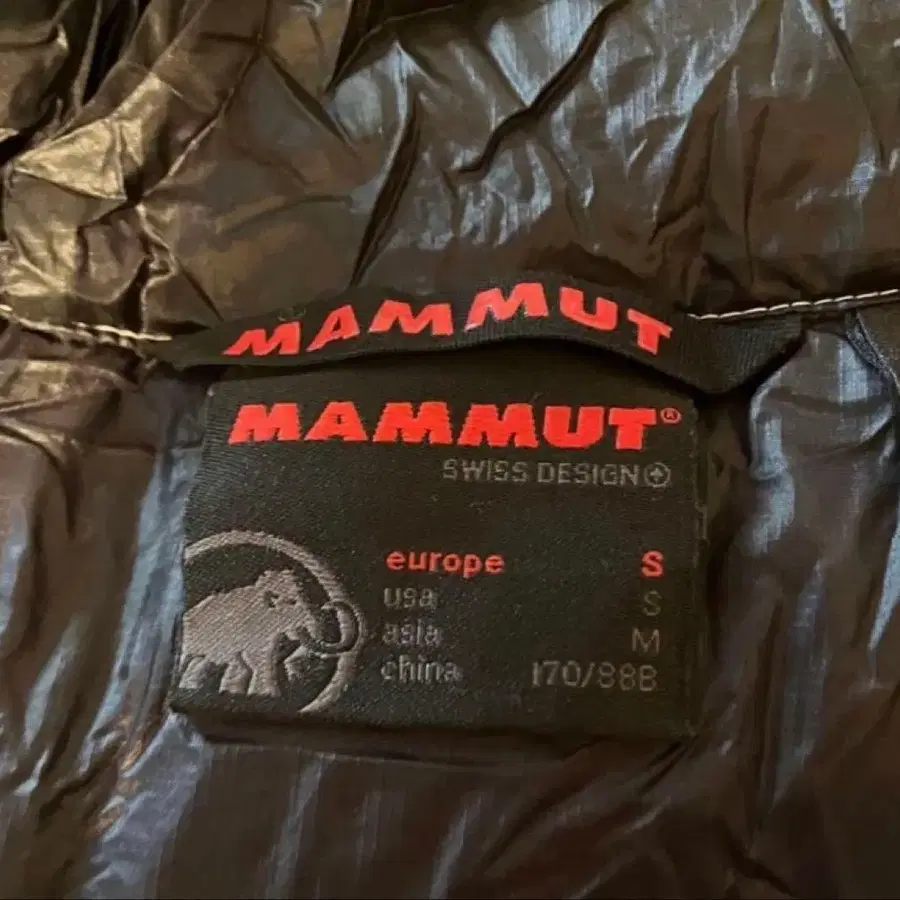 MAMMUT
MAMMUT®
SWISS DESIGN
europe S
usa S
asia M
china 170/88B